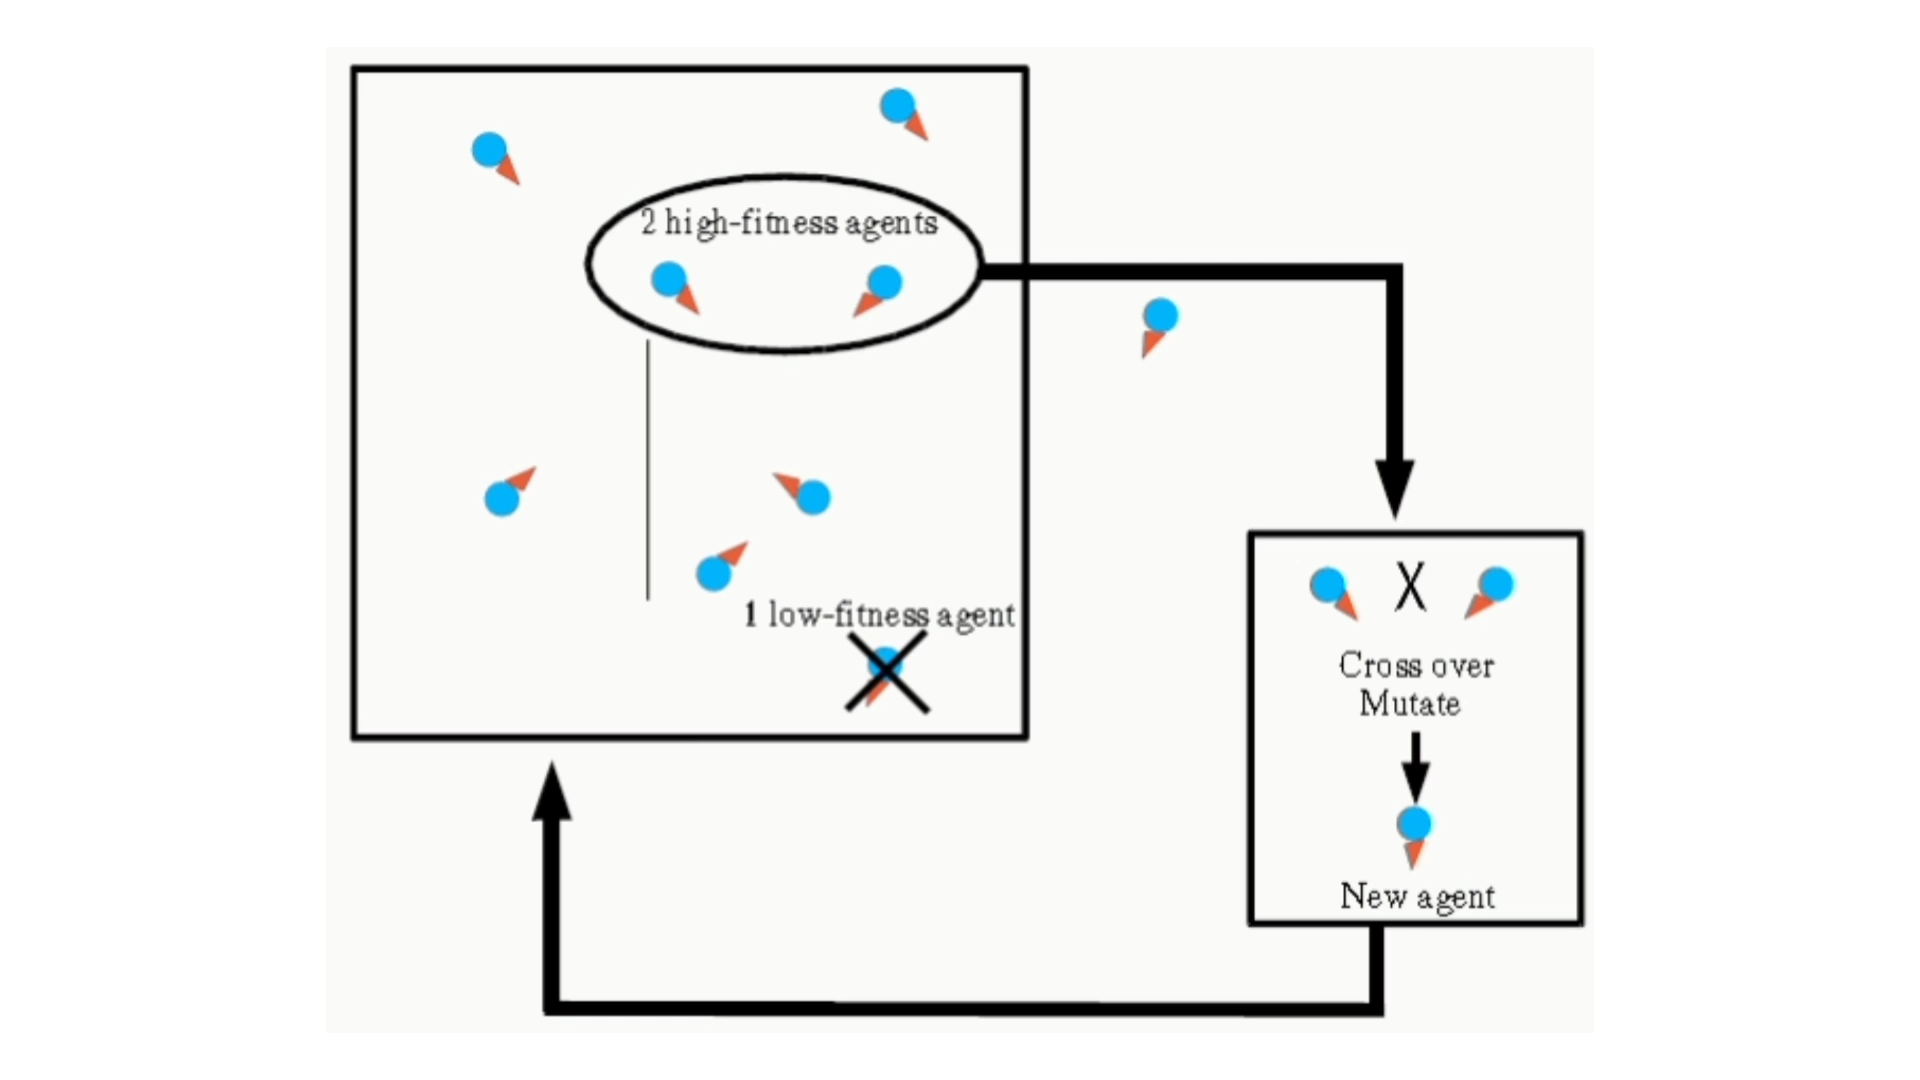 2 high-fitness agents
1 low-fitness agent
X
Cross over
Mutate
New agent